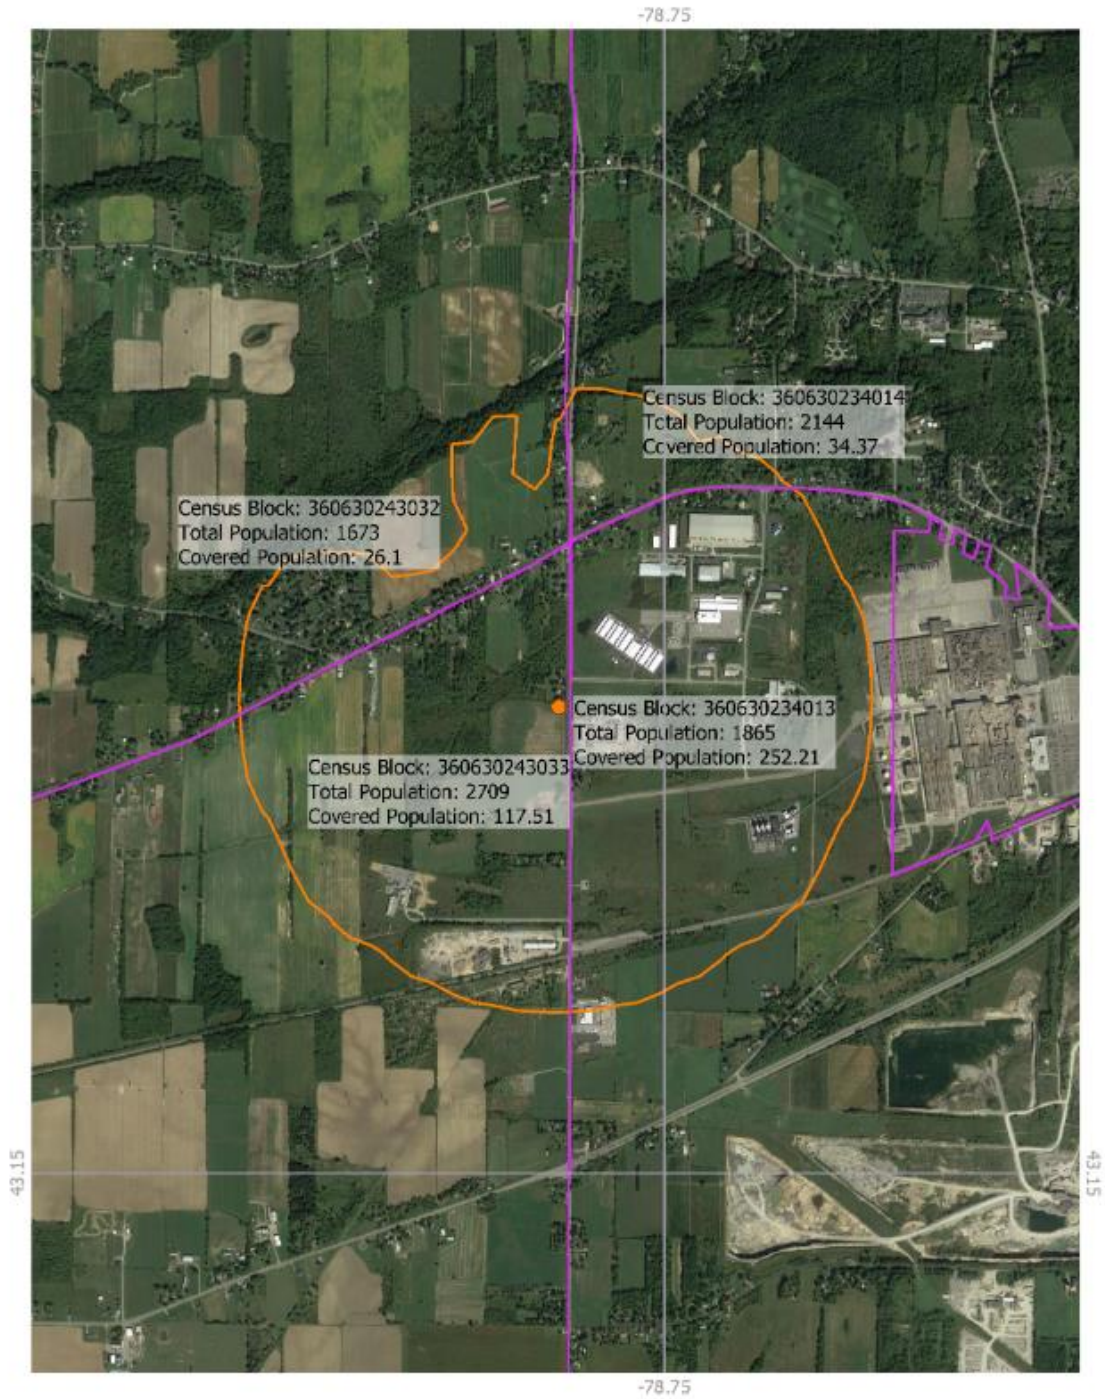 -78.75
Census Block: 360630234014
Total Population: 2144
Covered Population: 34.37
Census Block: 360630243032
Total Population: 1673
Covered Population: 26.1
Census Block: 360630234013
Total Population: 1865
Covered Population: 252.21
Census Block: 360630243033
Total Population: 2709
Covered Population: 117.51
43.15
43.15
-78.75